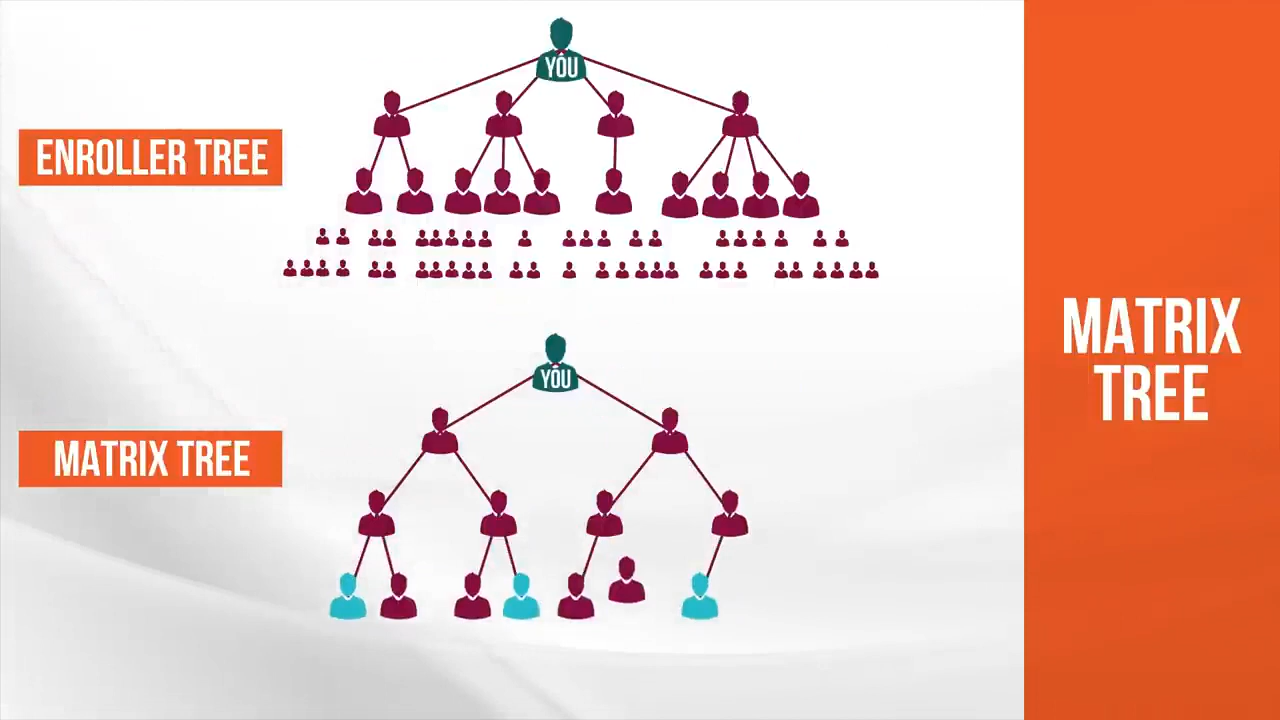 YOU
ENROLLER TREE
YOU
MATRIX TREE
MATRIX
TREE